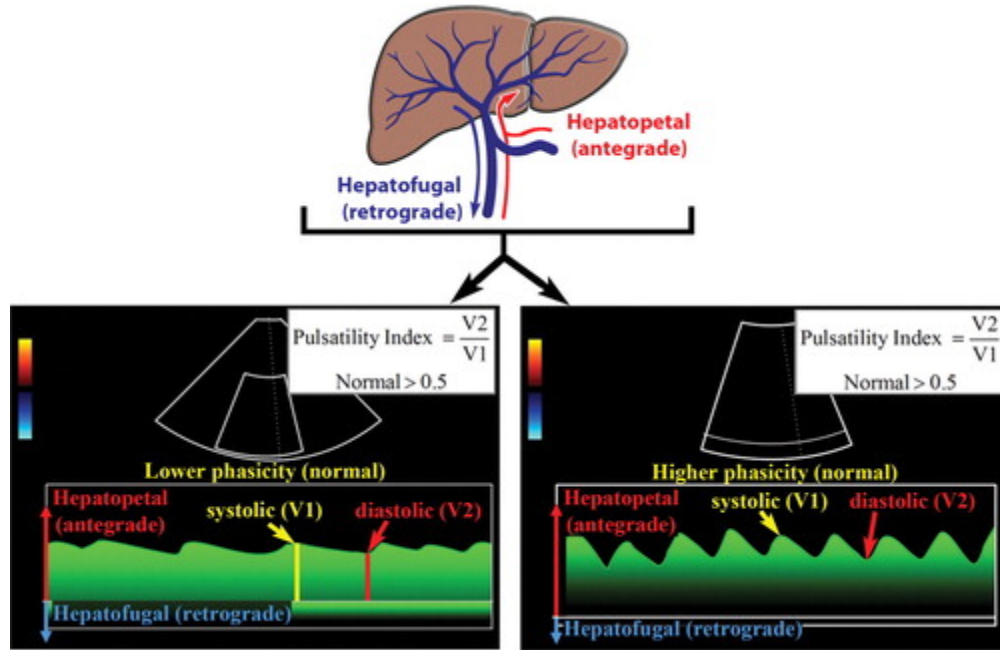 Hepatopetal
(antegrade)
Hepatofugal
(retrograde)
Pulsatility Index = V2
V1
Normal > 0.5
Lower phasicity (normal)
Hepatopetal
(antegrade)
systolic (V1)
diastolic (V2)
Hepatofugal (retrograde)
Pulsatility Index = V2
V1
Normal > 0.5
Higher phasicity (normal)
Hepatopetal
(antegrade)
systolic (V1)
diastolic (V2)
Hepatofugal (retrograde)